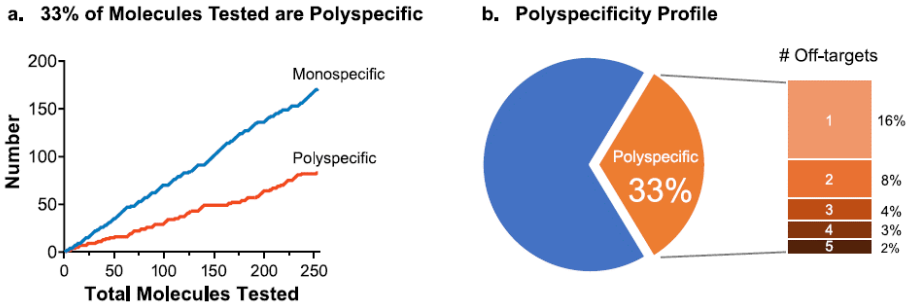 a. 33% of Molecules Tested are Polyspecific
200
150
100
50
0
Number
Monospecific
Polyspecific
0 50 100 150 200 250
Total Molecules Tested
b. Polyspecificity Profile
# Off-targets
Polyspecific
33%
1 16%
2 8%
3 4%
4 3%
5 2%